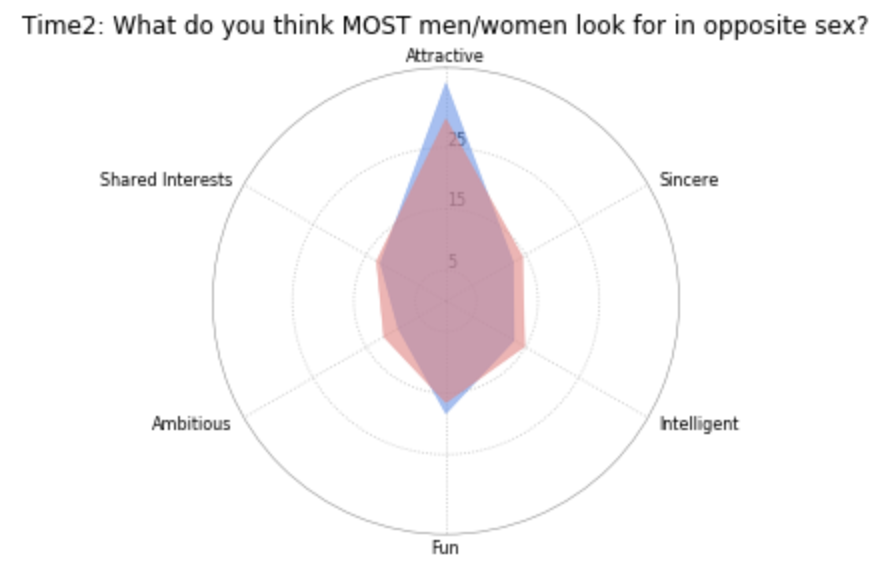 Time2: What do you think MOST men/women look for in opposite sex?
Attractive
25
Shared Interests
Sincere
15
5
Ambitious
Intelligent
Fun